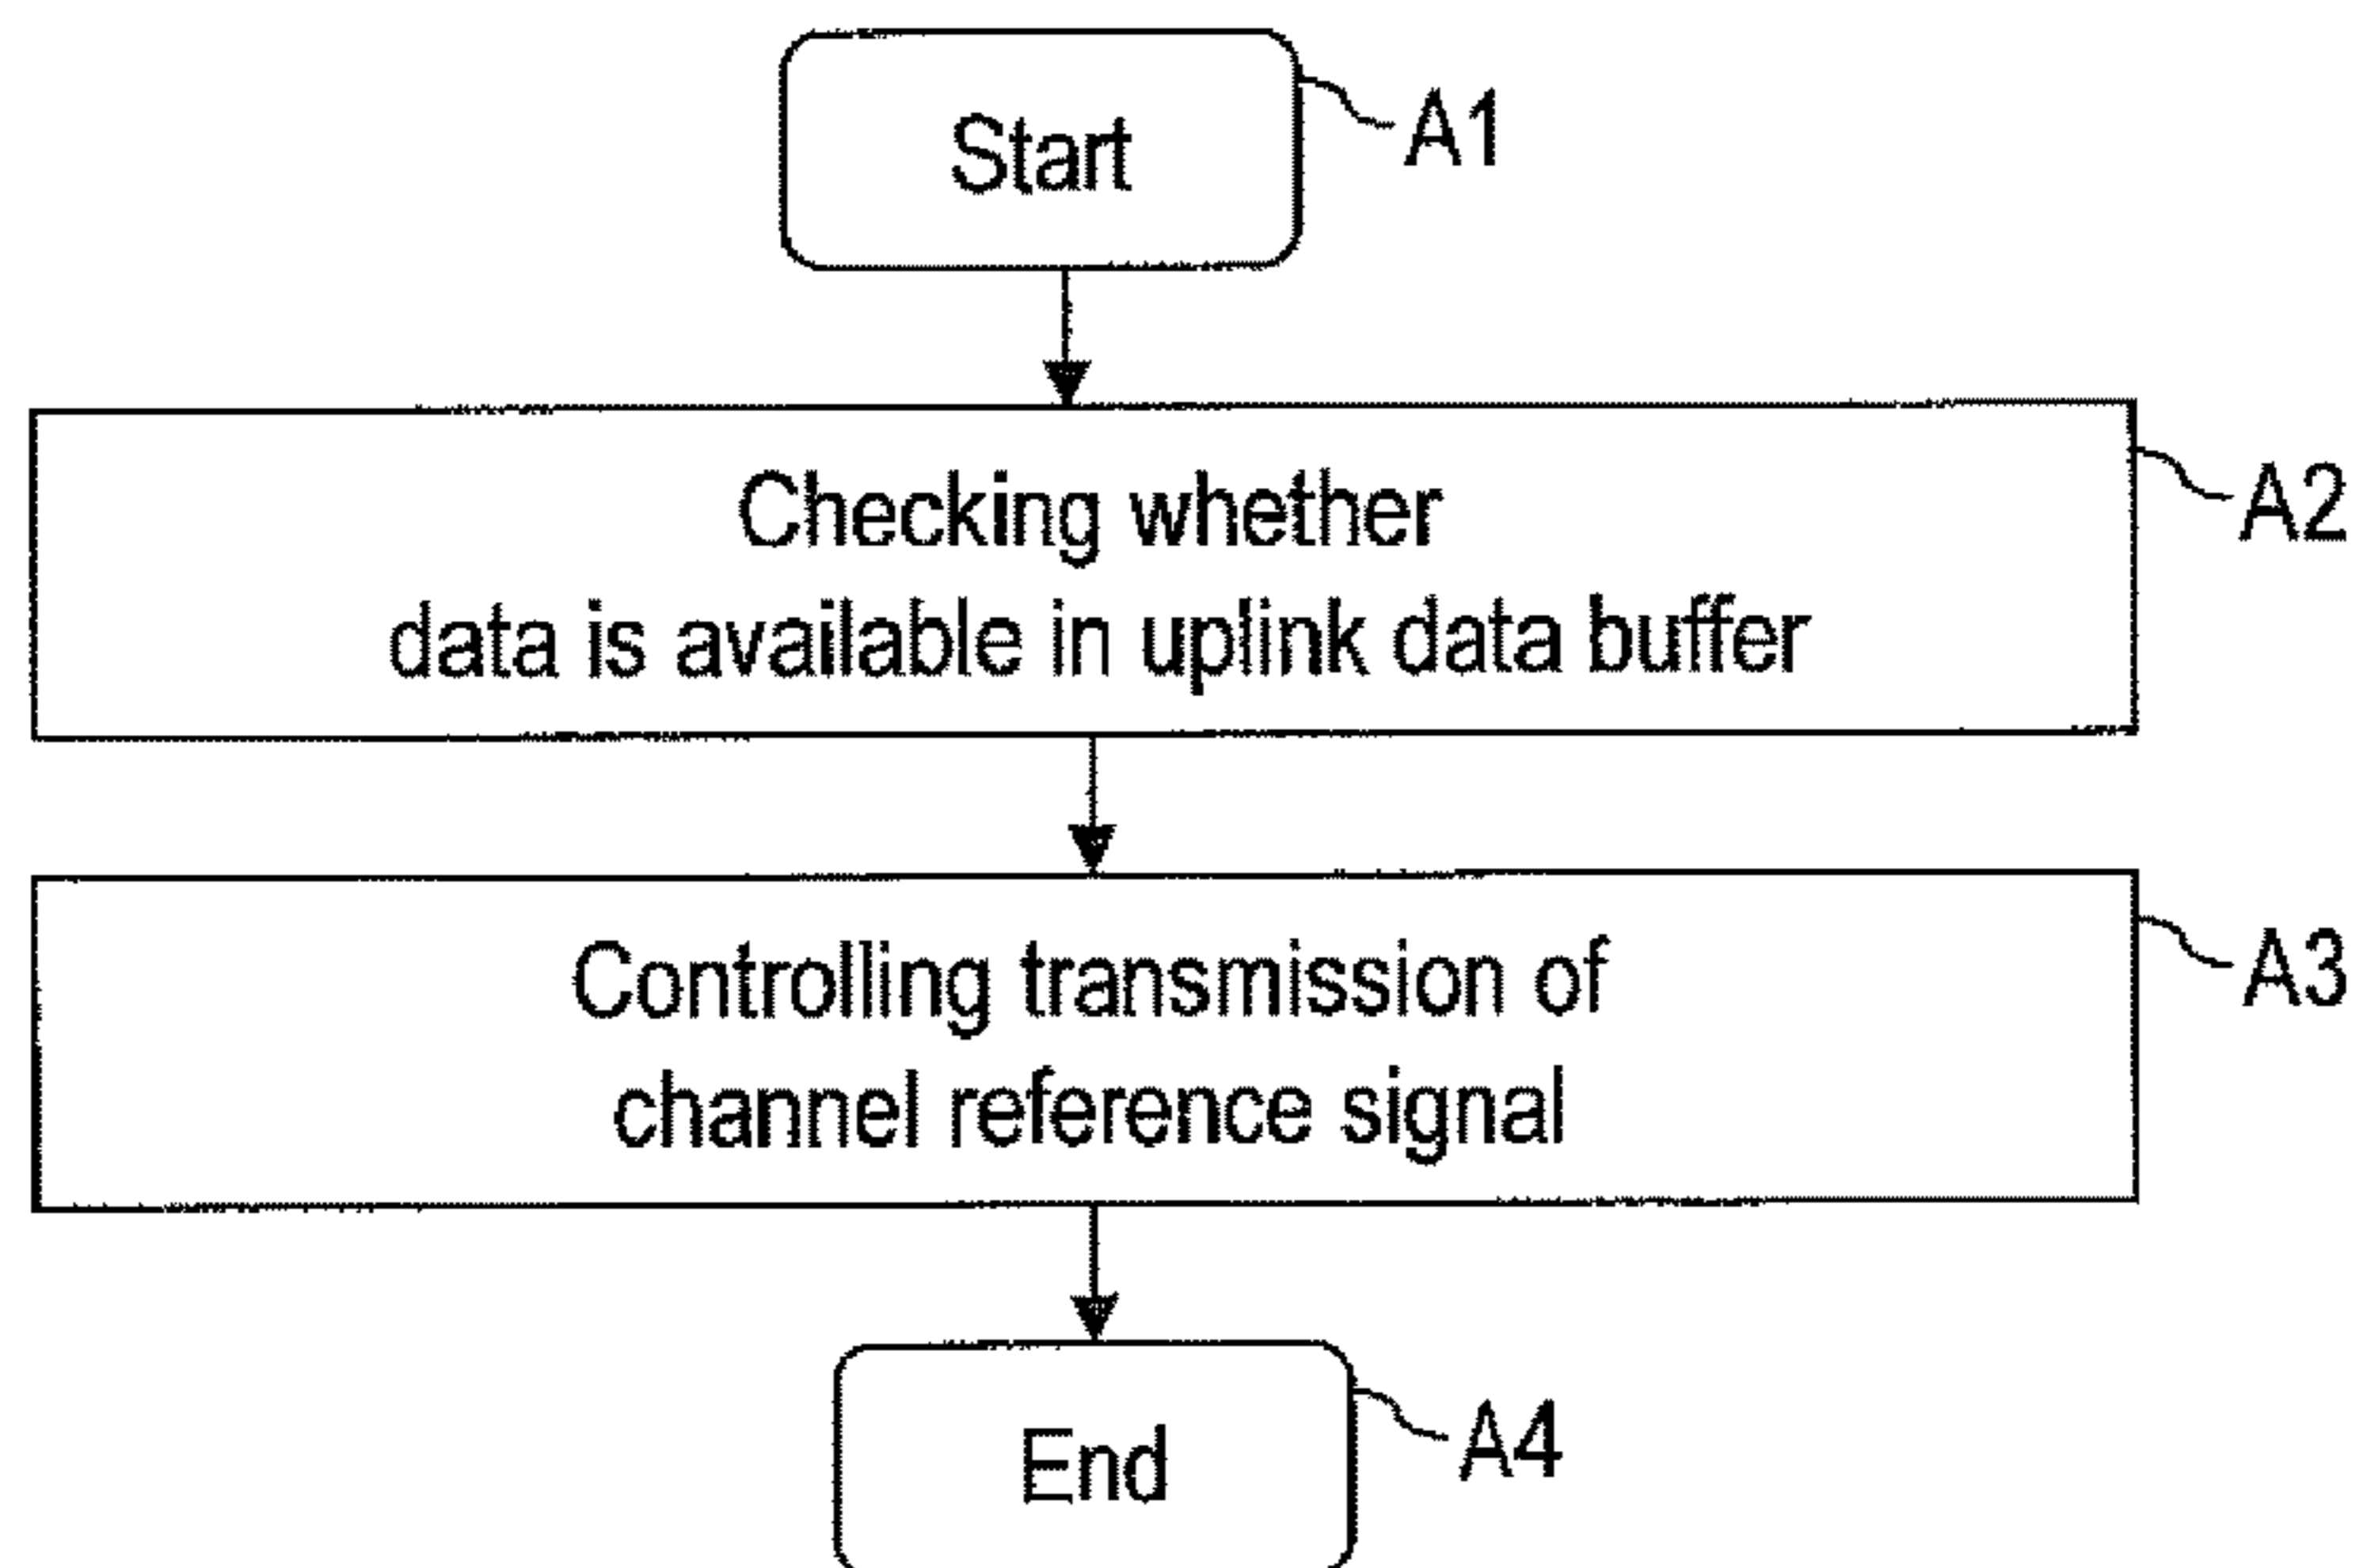 Start
A1
Checking whether
data is available in uplink data buffer
A2
Controlling transmission of
channel reference signal
A3
End
A4